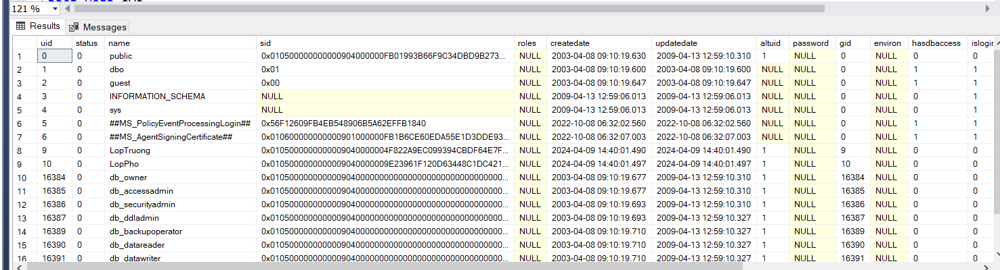 121 %
Results Messages
uid status name sid roles createdate updatedate altuid password gid environ hasdbaccess islogin
1 0 0 public 0x010500000000000904000000FB01993B66F9C34DBD9B273... NULL 2003-04-08 09:10:19.630 2009-04-13 12:59:10.310 1 NULL 0 NULL 0 0
2 1 0 dbo 0x01 NULL 2003-04-08 09:10:19.600 2003-04-08 09:10:19.600 NULL NULL 0 NULL 1 1
3 2 0 guest 0x00 NULL 2003-04-08 09:10:19.647 2003-04-08 09:10:19.647 NULL NULL 0 NULL 1 1
4 3 0 INFORMATION_SCHEMA NULL NULL 2009-04-13 12:59:06.013 2009-04-13 12:59:06.013 NULL NULL 0 NULL 0 1
5 4 0 sys NULL NULL 2009-04-13 12:59:06.013 2009-04-13 12:59:06.013 NULL NULL 0 NULL 0 1
6 5 0 ##MS_PolicyEventProcessingLogin## 0x56F12609FB4EB548906B5A62EFFB1840 NULL 2022-10-08 06:32:02.560 2022-10-08 06:32:02.560 NULL NULL 0 NULL 1 1
7 6 0 ##MS_AgentSigningCertificate## 0x010600000000000901000000FB1B6CE60EDA55E1D3DDE93... NULL 2022-10-08 06:32:07.003 2022-10-08 06:32:07.003 NULL NULL 0 NULL 1 1
8 9 0 LopTruong 0x0105000000000009040000004F822A9EC099394CBDF64E7F... NULL 2024-04-09 14:40:01.490 2024-04-09 14:40:01.490 1 NULL 9 NULL 0 0
9 10 0 LopPho 0x0105000000000009040000009E23961F120D63448C1DC421... NULL 2024-04-09 14:40:01.497 2024-04-09 14:40:01.497 1 NULL 10 NULL 0 0
10 16384 0 db_owner 0x01050000000000090400000000000000000000000000000000... NULL 2003-04-08 09:10:19.677 2009-04-13 12:59:10.310 1 NULL 16384 NULL 0 0
11 16385 0 db_accessadmin 0x01050000000000090400000000000000000000000000000000... NULL 2003-04-08 09:10:19.677 2009-04-13 12:59:10.310 1 NULL 16385 NULL 0 0
12 16386 0 db_securityadmin 0x01050000000000090400000000000000000000000000000000... NULL 2003-04-08 09:10:19.693 2009-04-13 12:59:10.310 1 NULL 16386 NULL 0 0
13 16387 0 db_ddladmin 0x01050000000000090400000000000000000000000000000000... NULL 2003-04-08 09:10:19.693 2009-04-13 12:59:10.327 1 NULL 16387 NULL 0 0
14 16389 0 db_backupoperator 0x01050000000000090400000000000000000000000000000000... NULL 2003-04-08 09:10:19.710 2009-04-13 12:59:10.327 1 NULL 16389 NULL 0 0
15 16390 0 db_datareader 0x01050000000000090400000000000000000000000000000000... NULL 2003-04-08 09:10:19.710 2009-04-13 12:59:10.327 1 NULL 16390 NULL 0 0
16 16391 0 db_datawriter 0x01050000000000090400000000000000000000000000000000... NULL 2003-04-08 09:10:19.710 2009-04-13 12:59:10.327 1 NULL 16391 NULL 0 0